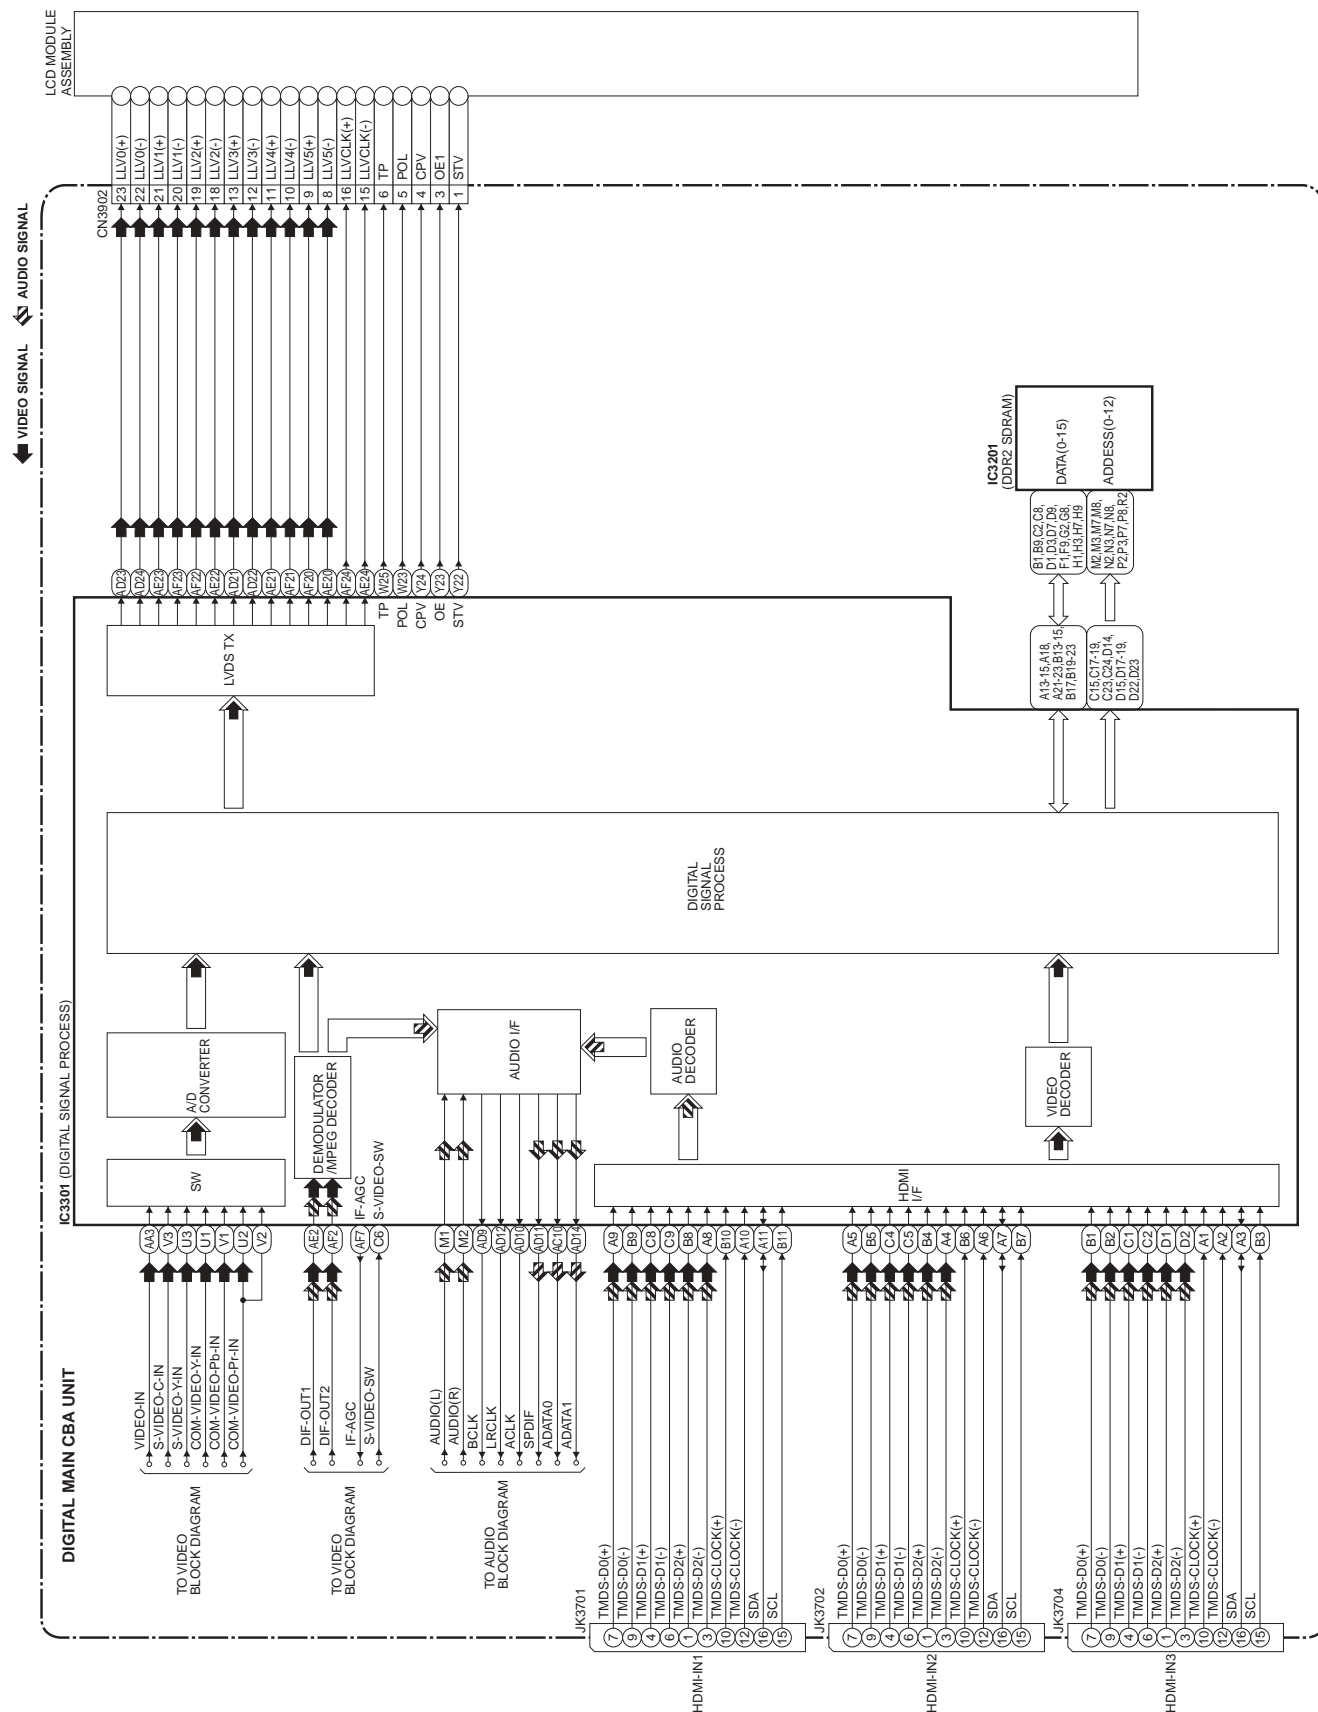 VIDEO SIGNAL
AUDIO SIGNAL
DIGITAL MAIN CBA UNIT
TO VIDEO
BLOCK DIAGRAM
VIDEO-IN
S-VIDEO-C-IN
S-VIDEO-Y-IN
COM-VIDEO-Y-IN
COM-VIDEO-Pb-IN
COM-VIDEO-Pr-IN
AA3
V3
U3
U1
V1
U2
V2
TO VIDEO
BLOCK DIAGRAM
DIF-OUT1
DIF-OUT2
IF-AGC
S-VIDEO-SW
AE2
AF2
AF7
C6
IF-AGC
S-VIDEO-SW
TO AUDIO
BLOCK DIAGRAM
AUDIO(L)
AUDIO(R)
BCLK
LRCLK
ACLK
SPDIF
ADATA0
ADATA1
M1
M2
AD9
AD12
AD10
AD11
AC10
AD14
HDMI-IN1
JK3701
7 TMDS-D0(+) A9
9 TMDS-D0(-) B9
4 TMDS-D1(+) C8
6 TMDS-D1(-) C9
1 TMDS-D2(+) B8
3 TMDS-D2(-) A8
10 TMDS-CLOCK(+) B10
12 TMDS-CLOCK(-) A10
16 SDA A11
15 SCL B11
HDMI-IN2
JK3702
7 TMDS-D0(+) A5
9 TMDS-D0(-) B5
4 TMDS-D1(+) C4
6 TMDS-D1(-) C5
1 TMDS-D2(+) B4
3 TMDS-D2(-) A4
10 TMDS-CLOCK(+) B6
12 TMDS-CLOCK(-) A6
16 SDA A7
15 SCL B7
HDMI-IN3
JK3704
7 TMDS-D0(+) B1
9 TMDS-D0(-) B2
4 TMDS-D1(+) C1
6 TMDS-D1(-) C2
1 TMDS-D2(+) D1
3 TMDS-D2(-) D2
10 TMDS-CLOCK(+) A1
12 TMDS-CLOCK(-) A2
16 SDA A3
15 SCL B3
IC3301 (DIGITAL SIGNAL PROCESS)
SW
A/D
CONVERTER
DEMODULATOR
/MPEG DECODER
AUDIO I/F
AUDIO
DECODER
HDMI
I/F
VIDEO
DECODER
DIGITAL
SIGNAL
PROCESS
LVDS TX
AD23
AD24
AE23
AF23
AF22
AE22
AD21
AD22
AE21
AF21
AF20
AE20
AF24
AE24
TP W25
POL W23
CPV Y24
OE Y23
STV Y22
A13-15,A18,
A21-23,B13-15,
B17,B19-23
C15,C17-19,
C23,C24,D14,
D15,D17-19,
D22,D23
B1,B9,C2,C8,
D1,D3,D7,D9,
F1,F9,G2,G8,
H1,H3,H7,H9
M2,M3,M7,M8,
N2,N3,N7,N8,
P2,P3,P7,P8,R2
IC3201
(DDR2 SDRAM)
DATA(0-15)
ADDESS(0-12)
CN3902
23 LLV0(+)
22 LLV0(-)
21 LLV1(+)
20 LLV1(-)
19 LLV2(+)
18 LLV2(-)
13 LLV3(+)
12 LLV3(-)
11 LLV4(+)
10 LLV4(-)
9 LLV5(+)
8 LLV5(-)
16 LLVCLK(+)
15 LLVCLK(-)
6 TP
5 POL
4 CPV
3 OE1
1 STV
LCD MODULE
ASSEMBLY